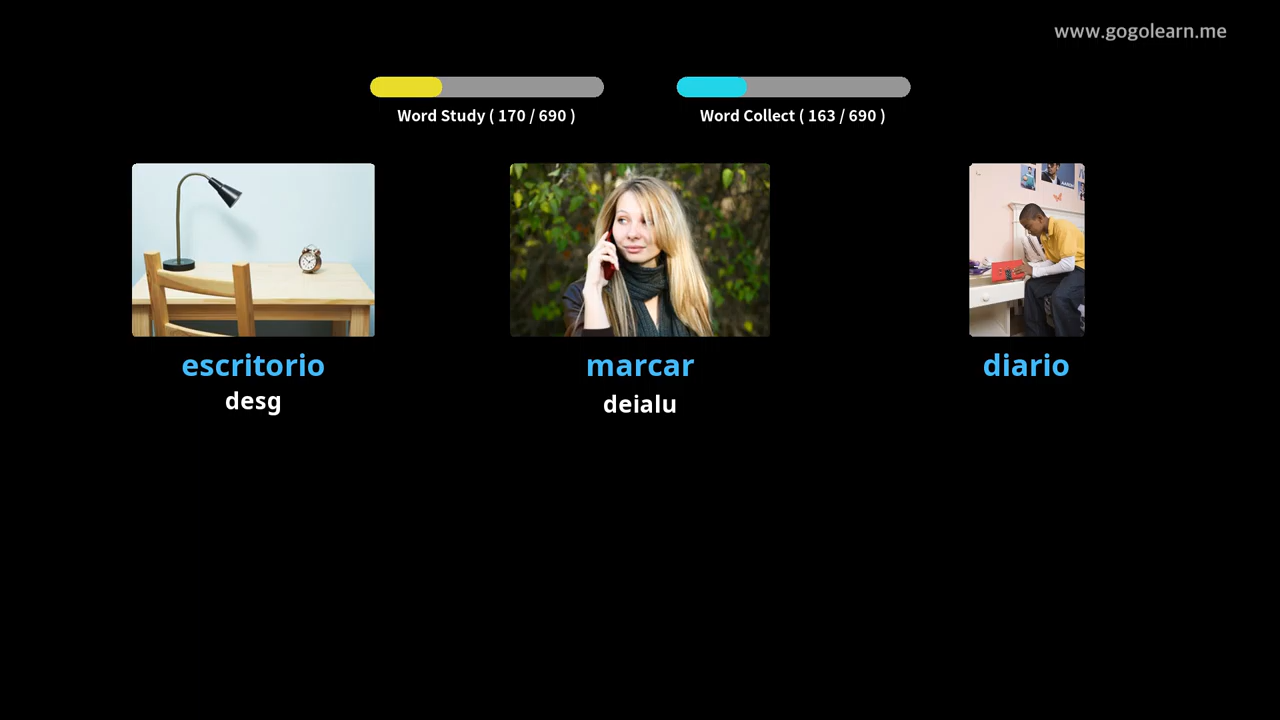 www.gogolearn.me
Word Study ( 170 / 690 )
Word Collect ( 163 / 690 )
escritorio
marcar
diario
desg
deialu